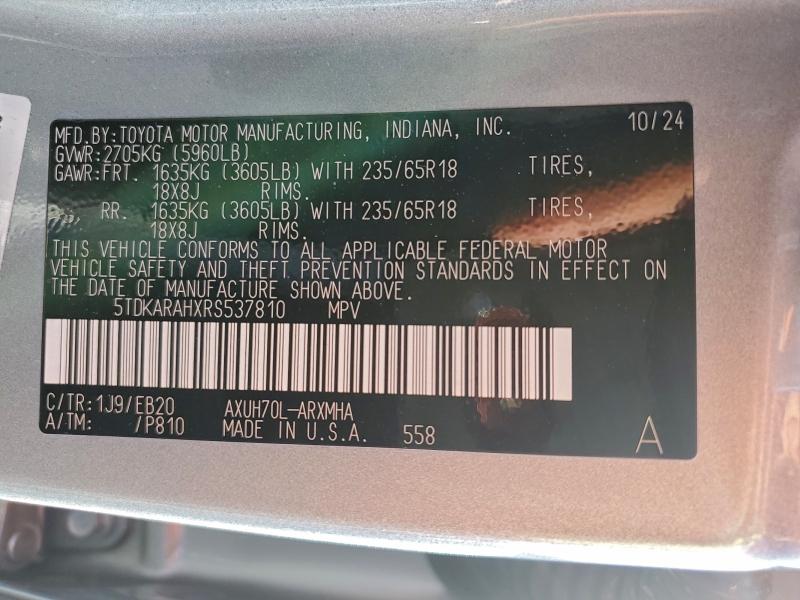 MFD.BY:TOYOTA MOTOR MANUFACTURING, INDIANA, INC. 10/24
GVWR:2705KG (5960LB)
GAWR:FRT. 1635KG (3605LB) WITH 235/65R18 TIRES,
18X8J RIMS.
RR. 1635KG (3605LB) WITH 235/65R18 TIRES,
18X8J RIMS.
THIS VEHICLE CONFORMS TO ALL APPLICABLE FEDERAL MOTOR
VEHICLE SAFETY AND THEFT PREVENTION STANDARDS IN EFFECT ON
THE DATE OF MANUFACTURE SHOWN ABOVE.
5TDKARAHXRS537810 MPV
C/TR:1J9/EB20 AXUH70L-ARXMHA
A/TM: /P810 MADE IN U.S.A. 558 A